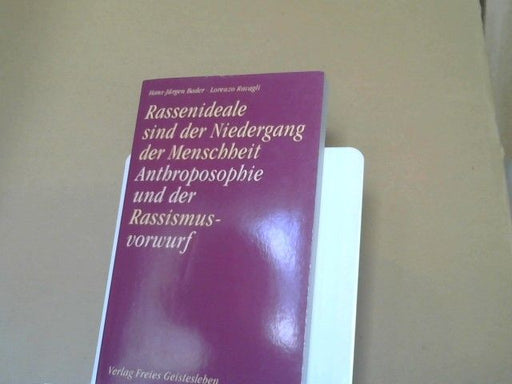 Hans-Jürgen Bader Lorenzo Ravagli
Rassenideale
sind der Niedergang
der Menschheit
Anthroposophie
und der
Rassismus-
vorwurf
Verlag Freies Geistesleben